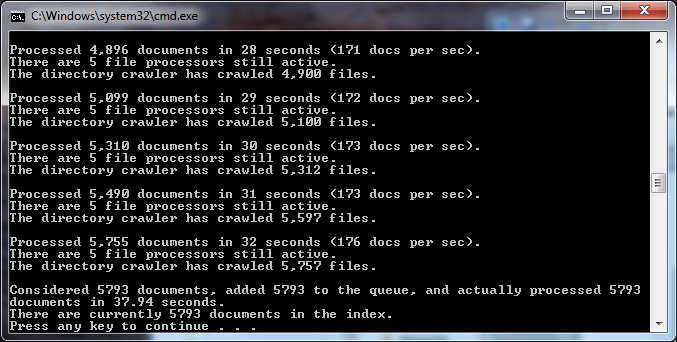 C:\Windows\system32\cmd.exe
Processed 4,896 documents in 28 seconds (171 docs per sec).
There are 5 file processors still active.
The directory crawler has crawled 4,900 files.
Processed 5,099 documents in 29 seconds (172 docs per sec).
There are 5 file processors still active.
The directory crawler has crawled 5,100 files.
Processed 5,310 documents in 30 seconds (173 docs per sec).
There are 5 file processors still active.
The directory crawler has crawled 5,312 files.
Processed 5,490 documents in 31 seconds (173 docs per sec).
There are 5 file processors still active.
The directory crawler has crawled 5,597 files.
Processed 5,755 documents in 32 seconds (176 docs per sec).
There are 5 file processors still active.
The directory crawler has crawled 5,757 files.
Considered 5793 documents, added 5793 to the queue, and actually processed 5793
documents in 37.94 seconds.
There are currently 5793 documents in the index.
Press any key to continue . . .